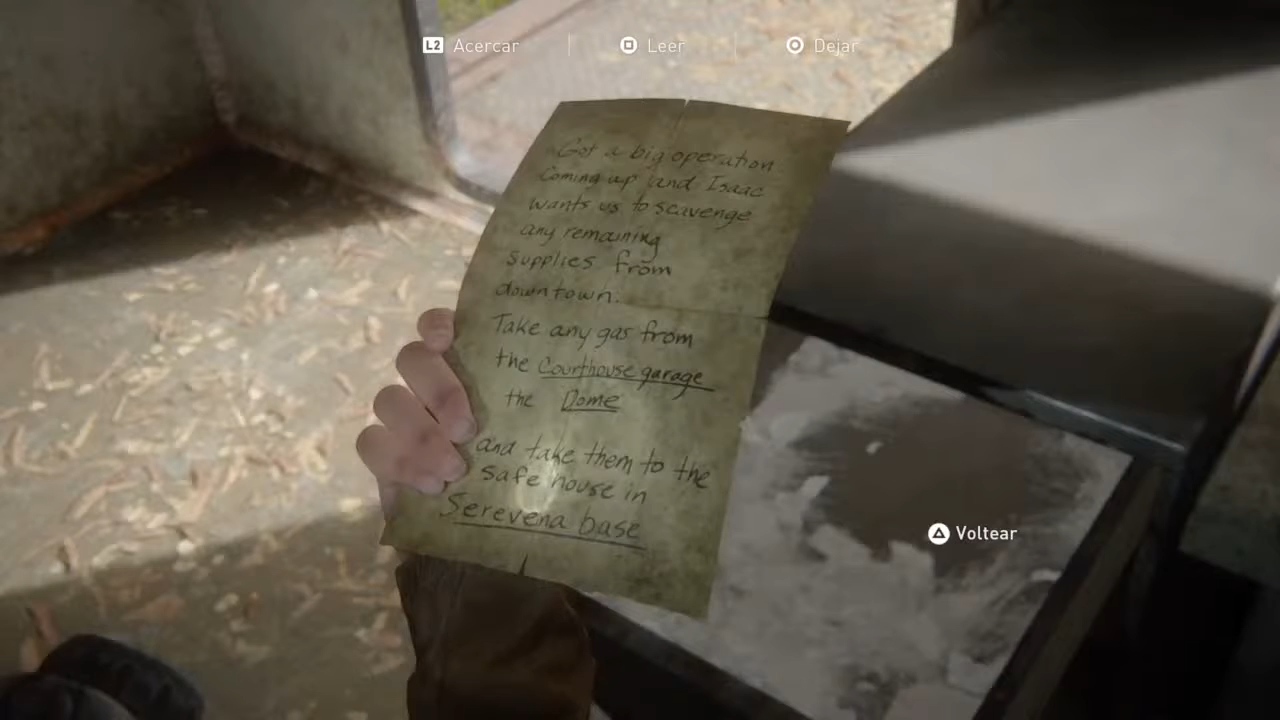 L2 Acercar
Leer
Dejar
Got a big operation
Coming up and Isaac
wants us to scavenge
any remaining
supplies from
downtown.
Take any gas from
the Courthouse garage
the Dome
and take them to the
safe house in
Serevena base
Voltear